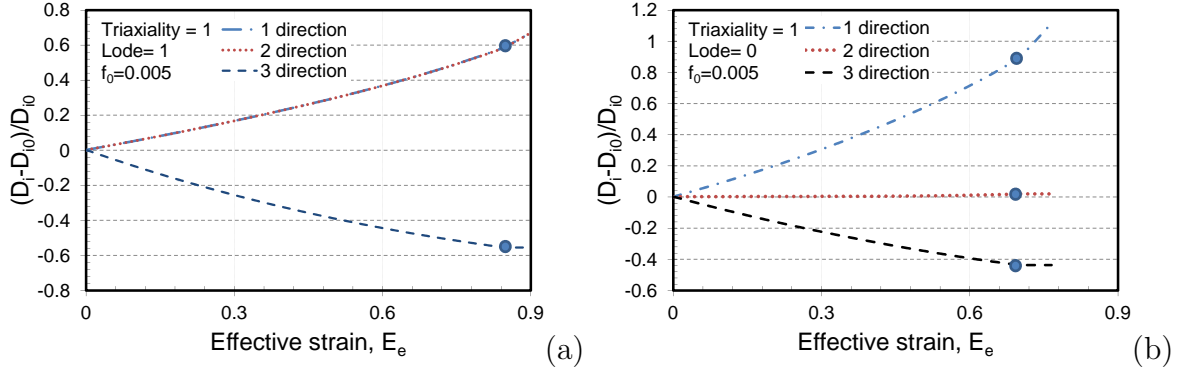 Triaxiality = 1
Lode= 1
f0=0.005
1 direction
2 direction
3 direction
0.8
0.6
0.4
0.2
0
-0.2
-0.4
-0.6
-0.8
0
0.3
0.6
0.9
(Di-Di0)/Di0
Effective strain, Ee
(a)
Triaxiality = 1
Lode= 0
f0=0.005
1 direction
2 direction
3 direction
1.2
1
0.8
0.6
0.4
0.2
0
-0.2
-0.4
-0.6
0
0.3
0.6
0.9
(Di-Di0)/Di0
Effective strain, Ee
(b)